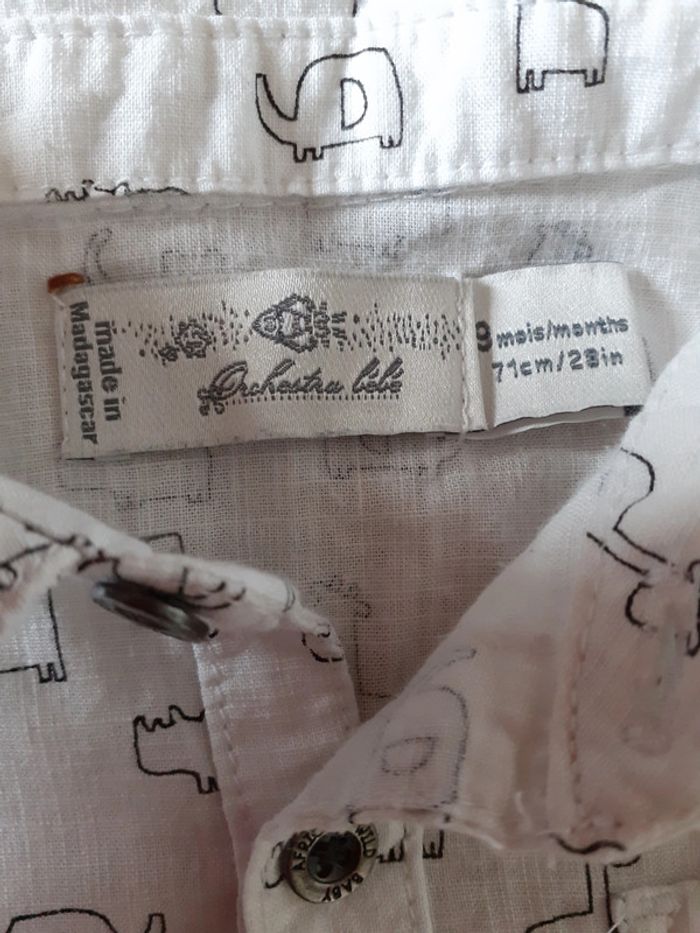 made in
Madagascar
Orchestra bébé
9 mois/months
71cm/28in
AFRICA WILD BABY